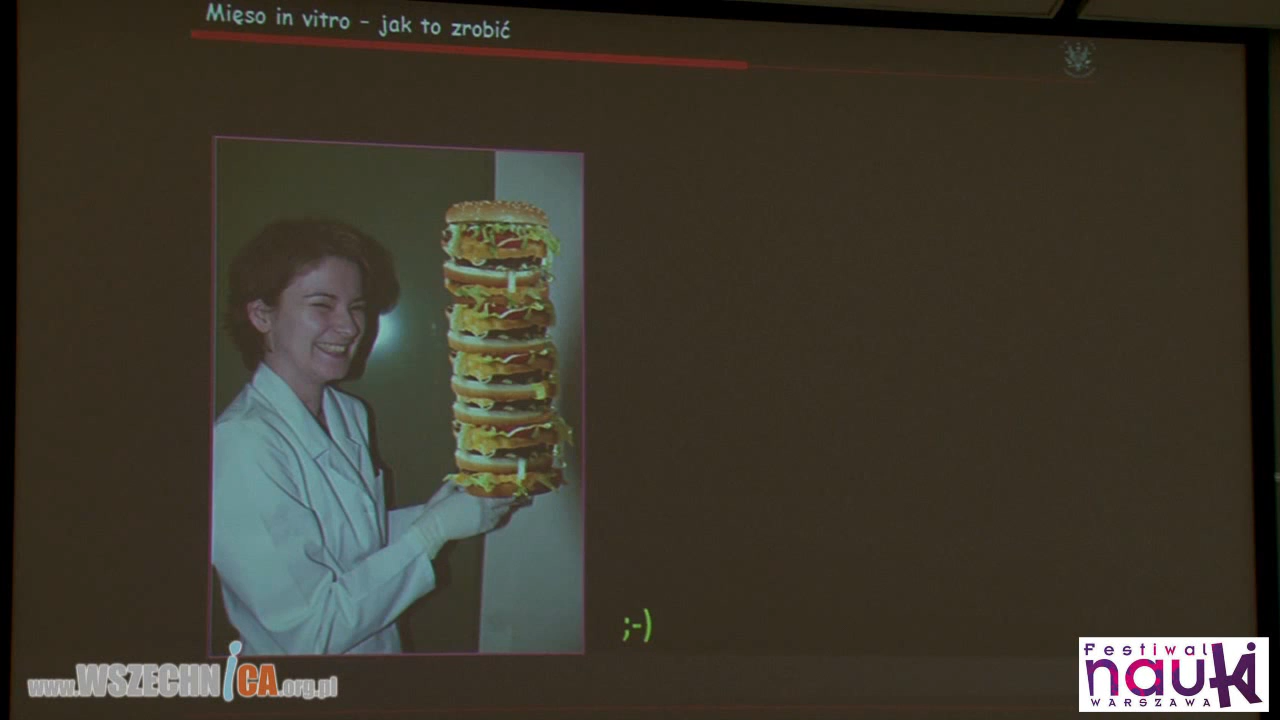 Mięso in vitro – jak to zrobić
;-)
www.WSZECHNiCA.org.pl
Festiwal
nauki
WARSZAWA